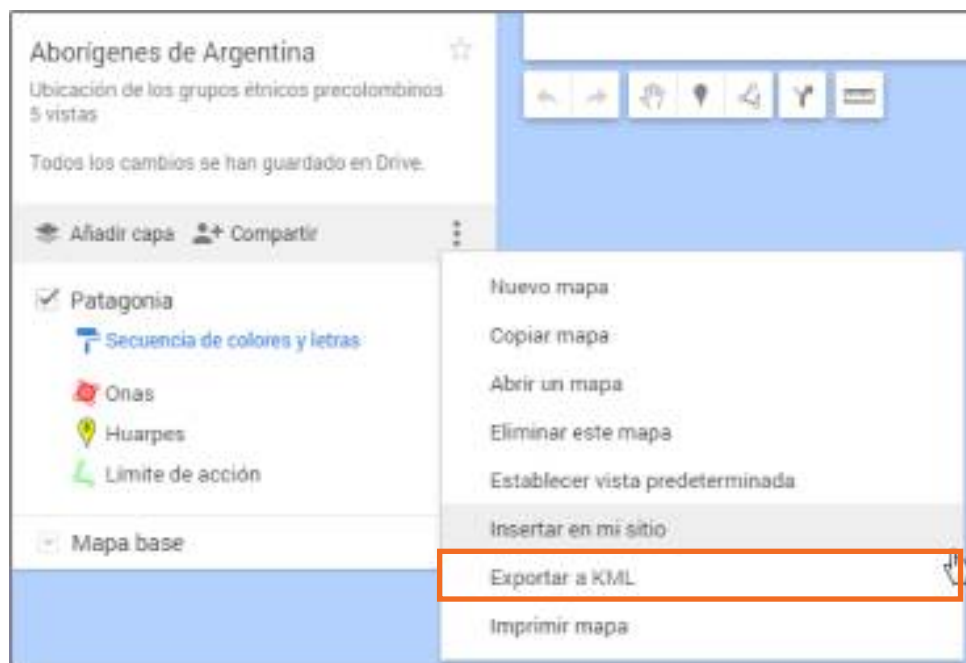 Aborígenes de Argentina
Ubicación de los grupos étnicos precolombinos
5 vistas
Todos los cambios se han guardado en Drive.
Añadir capa Compartir
Patagonia
Secuencia de colores y letras
Onas
Huarpes
Límite de acción
Mapa base
Nuevo mapa
Copiar mapa
Abrir un mapa
Eliminar este mapa
Establecer vista predeterminada
Insertar en mi sitio
Exportar a KML
Imprimir mapa